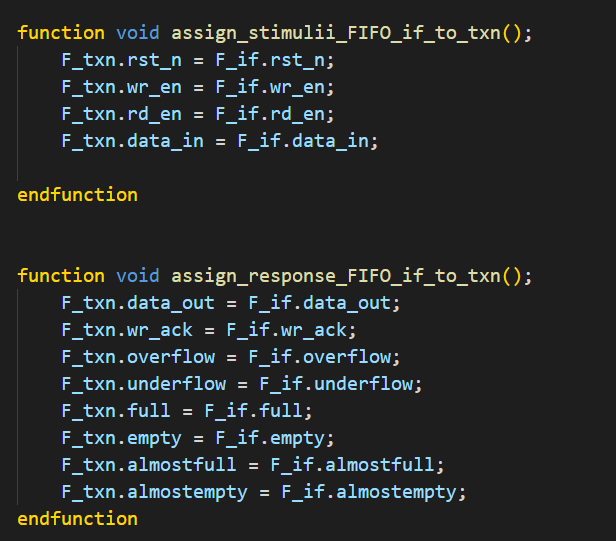 function void assign_stimulii_FIFO_if_to_txn();
    F_txn.rst_n = F_if.rst_n;
    F_txn.wr_en = F_if.wr_en;
    F_txn.rd_en = F_if.rd_en;
    F_txn.data_in = F_if.data_in;
endfunction
function void assign_response_FIFO_if_to_txn();
    F_txn.data_out = F_if.data_out;
    F_txn.wr_ack = F_if.wr_ack;
    F_txn.overflow = F_if.overflow;
    F_txn.underflow = F_if.underflow;
    F_txn.full = F_if.full;
    F_txn.empty = F_if.empty;
    F_txn.almostfull = F_if.almostfull;
    F_txn.almostempty = F_if.almostempty;
endfunction